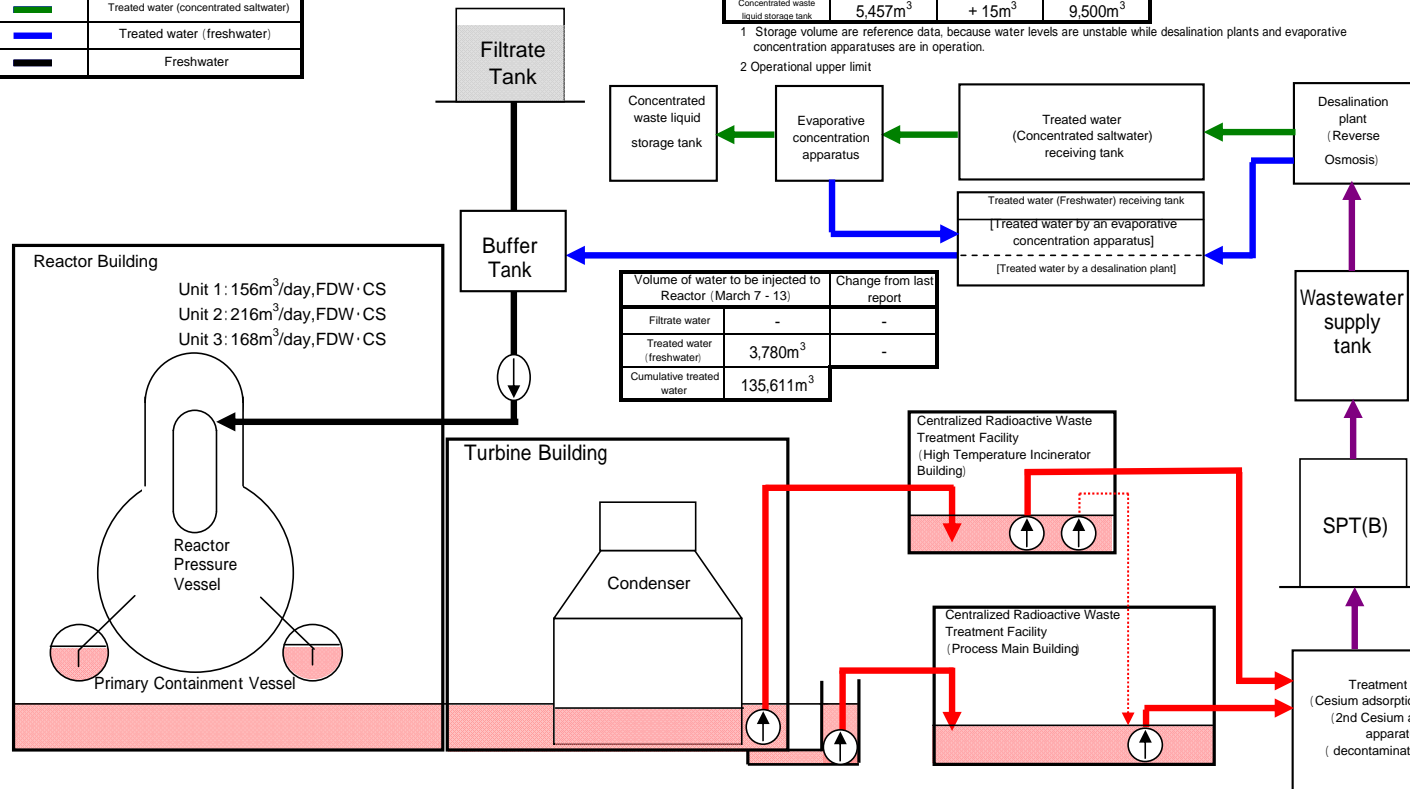 Treated water (concentrated saltwater)
Treated water (freshwater)
Freshwater
Concentrated waste
liquid storage tank
5,457m³
+ 15m³
9,500m³
1 Storage volume are reference data, because water levels are unstable while desalination plants and evaporative
concentration apparatuses are in operation.
2 Operational upper limit
Filtrate
Tank
Concentrated
waste liquid
storage tank
Evaporative
concentration
apparatus
Treated water
(Concentrated saltwater)
receiving tank
Desalination
plant
(Reverse
Osmosis)
Treated water (Freshwater) receiving tank
[Treated water by an evaporative
concentration apparatus]
[Treated water by a desalination plant]
Buffer
Tank
Reactor Building
Unit 1:156m³/day,FDW·CS
Unit 2:216m³/day,FDW·CS
Unit 3:168m³/day,FDW·CS
Volume of water to be injected to
Reactor (March 7 - 13)
Change from last
report
Filtrate water
-
-
Treated water
(freshwater)
3,780m³
-
Cumulative treated
water
135,611m³
Wastewater
supply
tank
Centralized Radioactive Waste
Treatment Facility
(High Temperature Incinerator
Building)
Turbine Building
SPT(B)
Reactor
Pressure
Vessel
Condenser
Centralized Radioactive Waste
Treatment Facility
(Process Main Building)
Primary Containment Vessel
Treatment
(Cesium adsorptio
(2nd Cesium a
apparat
( decontaminat